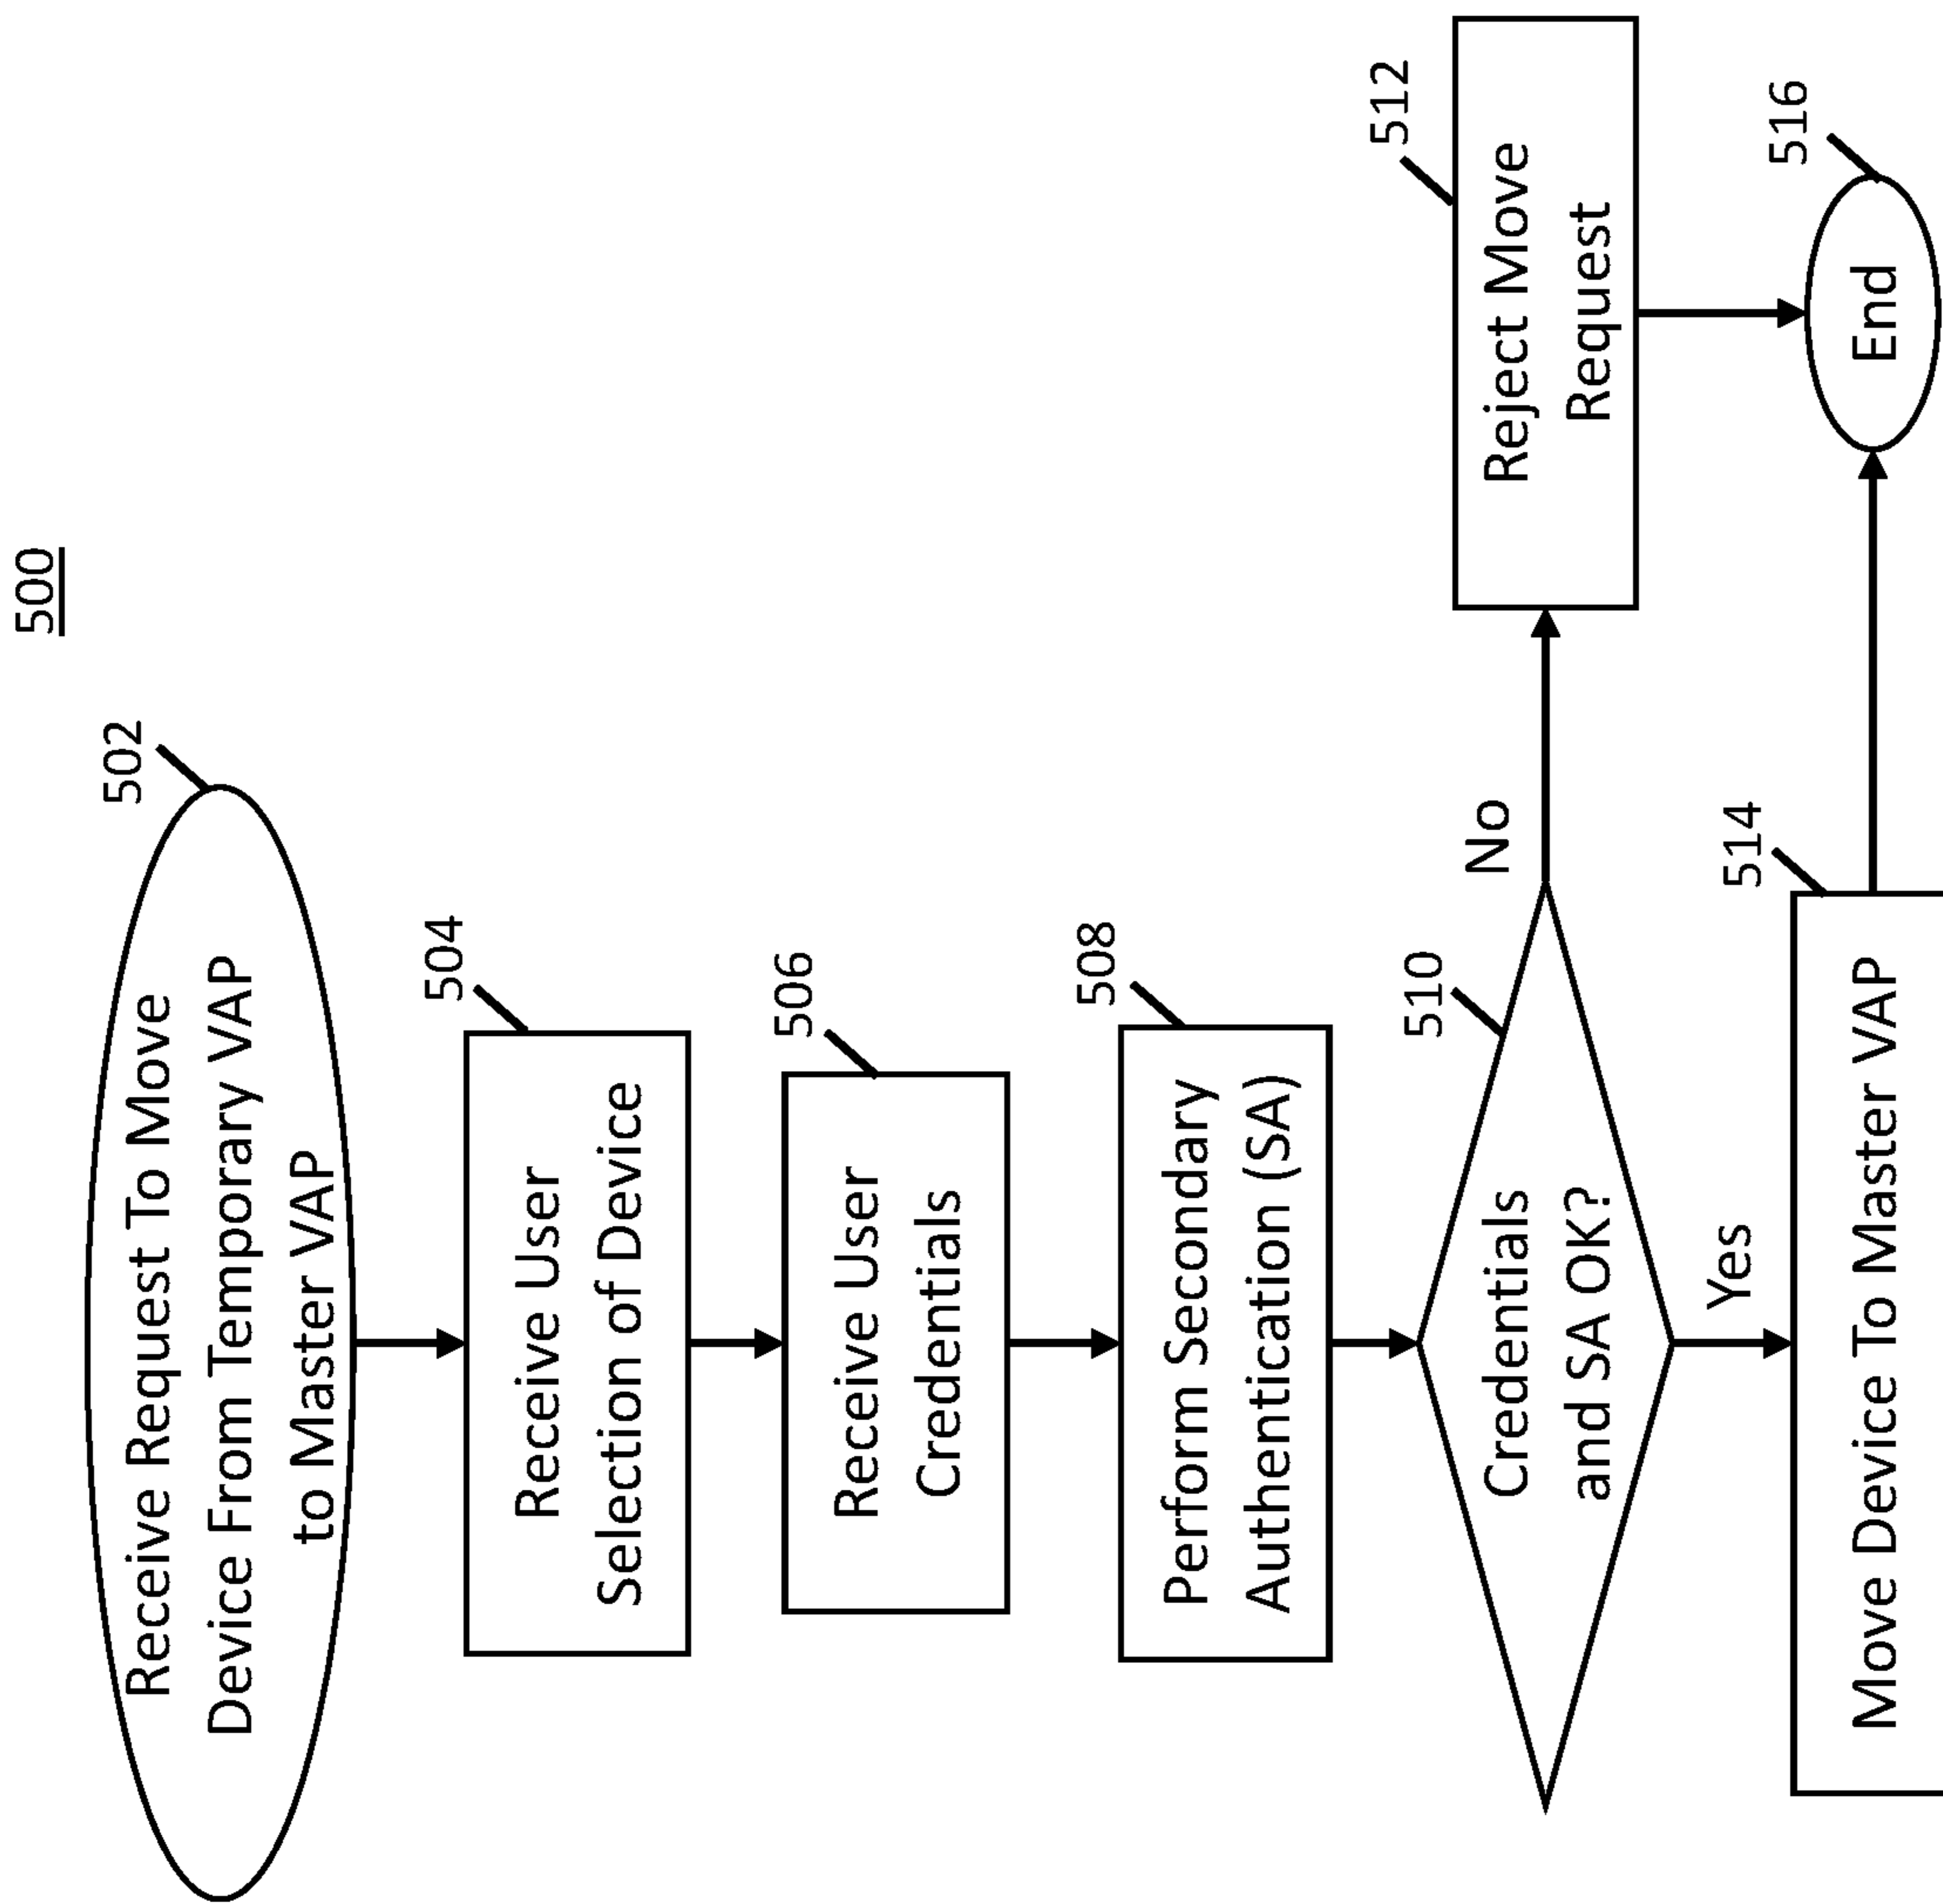 500
502
Receive Request To Move
Device From Temporary VAP
to Master VAP
504
Receive User
Selection of Device
506
Receive User
Credentials
508
Perform Secondary
Authentication (SA)
510
Credentials
and SA OK?
No
512
Reject Move
Request
Yes
514
Move Device To Master VAP
516
End